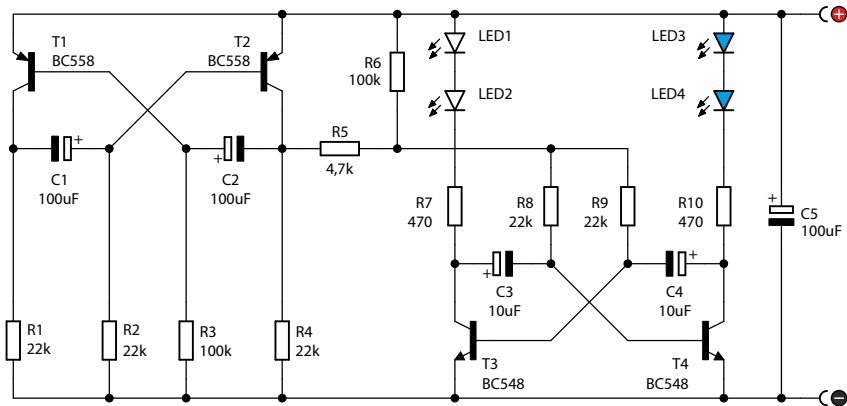 T1
BC558
T2
BC558
R6
100k
LED1
LED2
LED3
LED4
+
C1
100uF
+
C2
100uF
R5
4,7k
R7
470
R8
22k
R9
22k
R10
470
+
C5
100uF
+
C3
10uF
+
C4
10uF
R1
22k
R2
22k
R3
100k
R4
22k
T3
BC548
T4
BC548
+
−